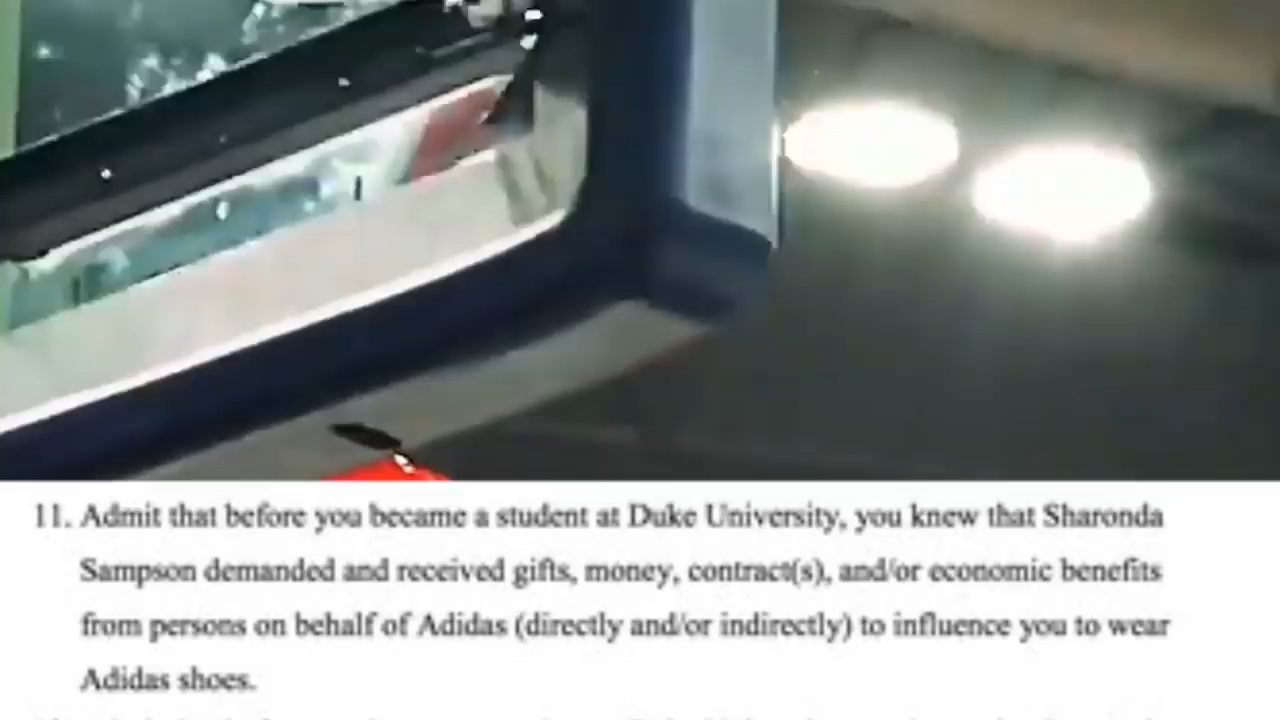 11. Admit that before you became a student at Duke University, you knew that Sharonda
Sampson demanded and received gifts, money, contract(s), and/or economic benefits
from persons on behalf of Adidas (directly and/or indirectly) to influence you to wear
Adidas shoes.